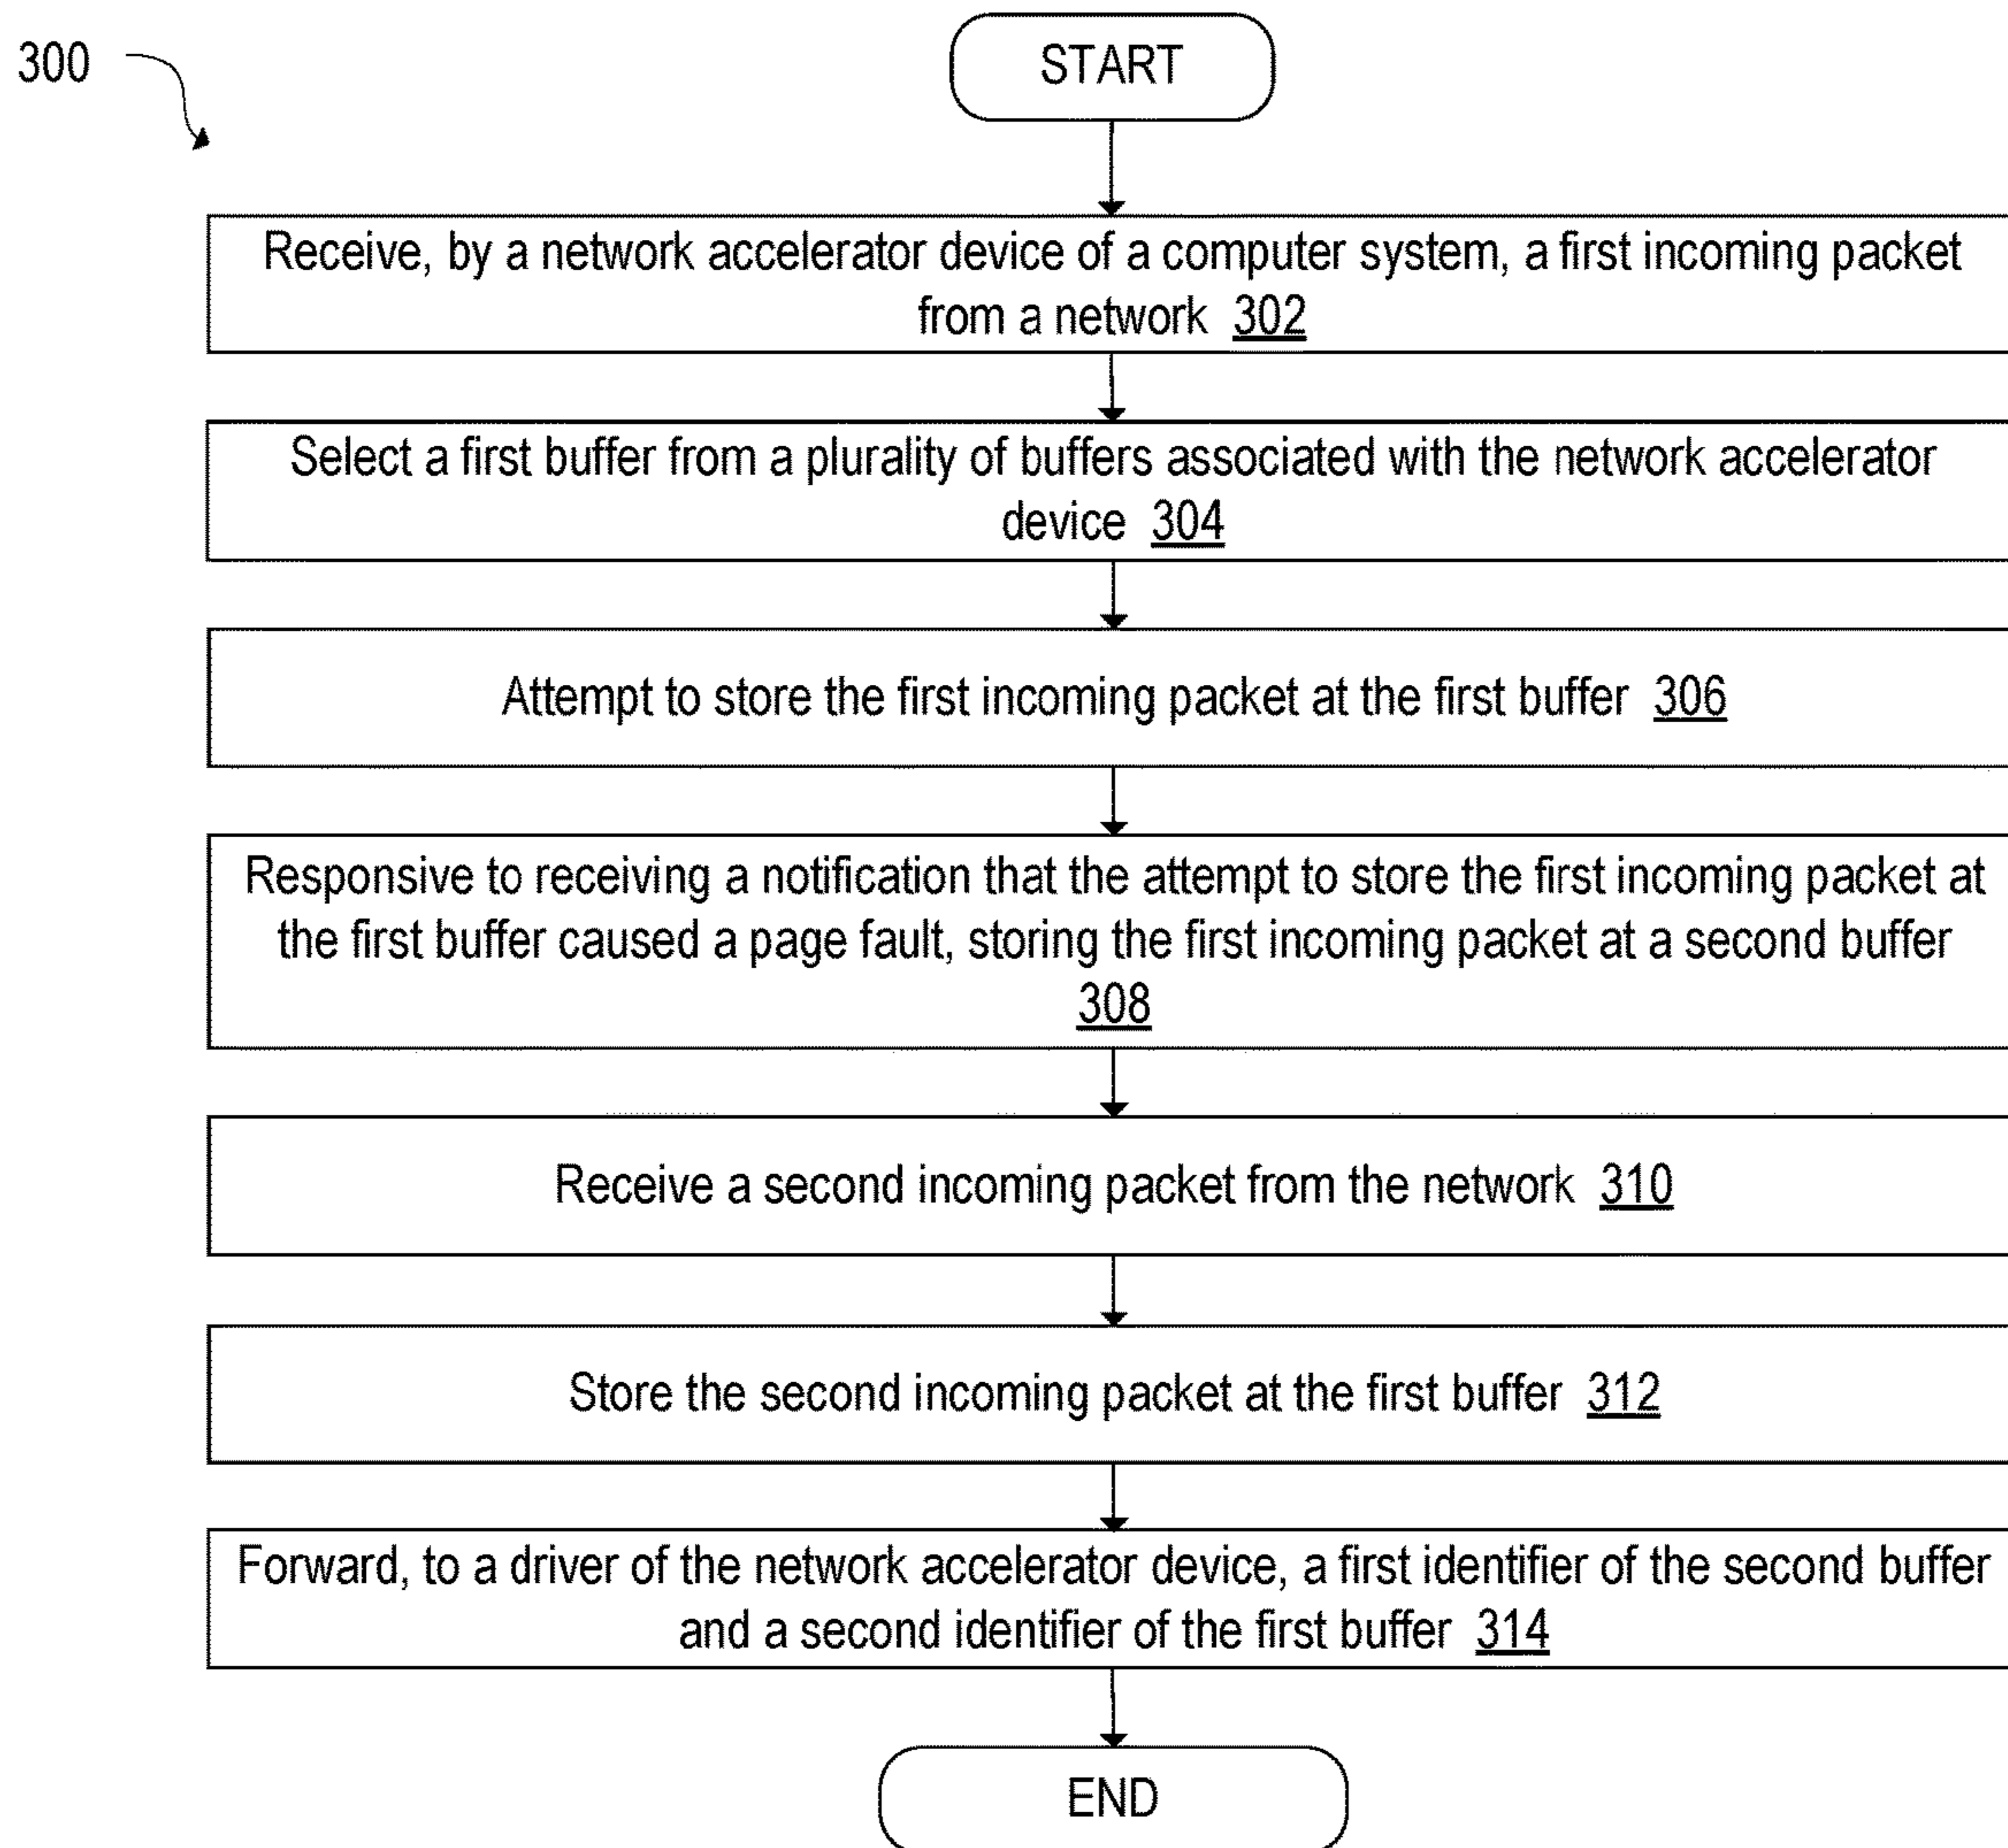 300
START
Receive, by a network accelerator device of a computer system, a first incoming packet
from a network 302
Select a first buffer from a plurality of buffers associated with the network accelerator
device 304
Attempt to store the first incoming packet at the first buffer 306
Responsive to receiving a notification that the attempt to store the first incoming packet at
the first buffer caused a page fault, storing the first incoming packet at a second buffer
308
Receive a second incoming packet from the network 310
Store the second incoming packet at the first buffer 312
Forward, to a driver of the network accelerator device, a first identifier of the second buffer
and a second identifier of the first buffer 314
END